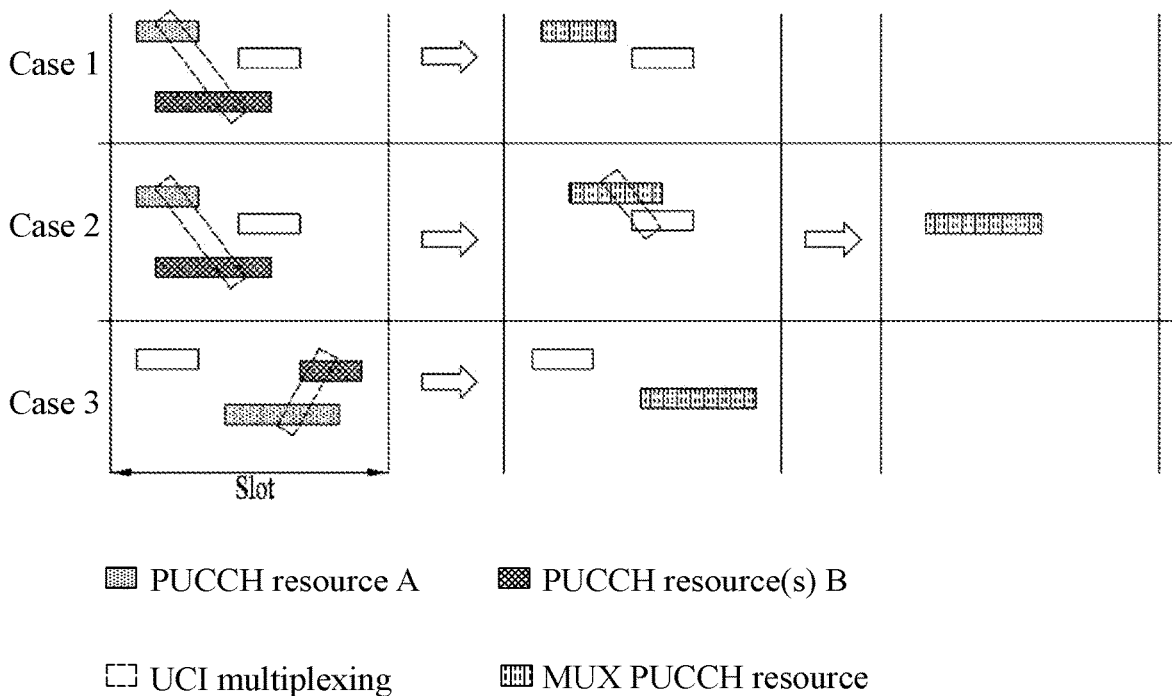 Case 1
Case 2
Case 3
Slot
PUCCH resource A
PUCCH resource(s) B
UCI multiplexing
MUX PUCCH resource